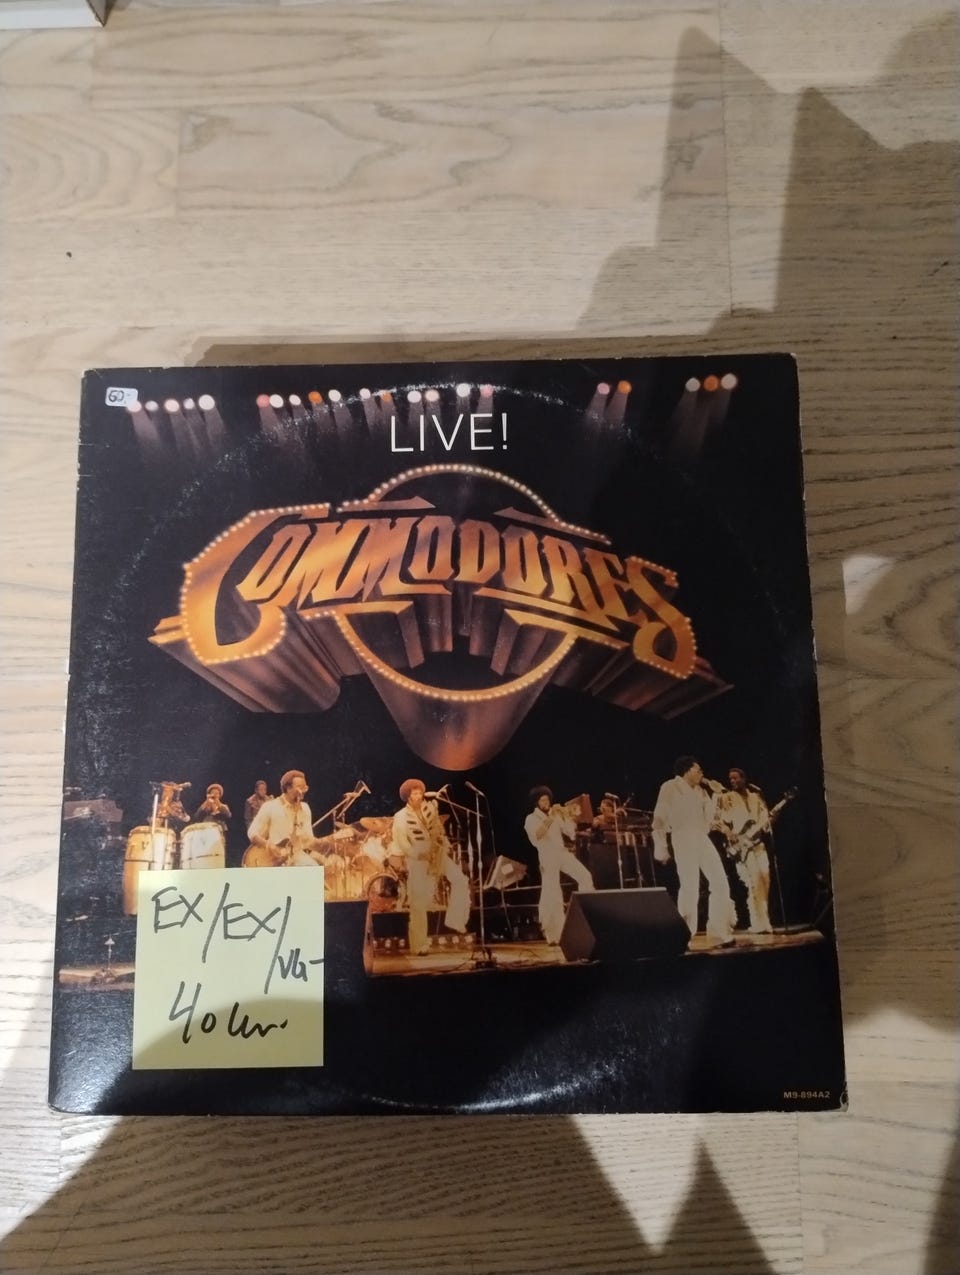 60.-
LIVE!
COMMODORES
EX/EX/
VG-
40 kr.
M9-894A2